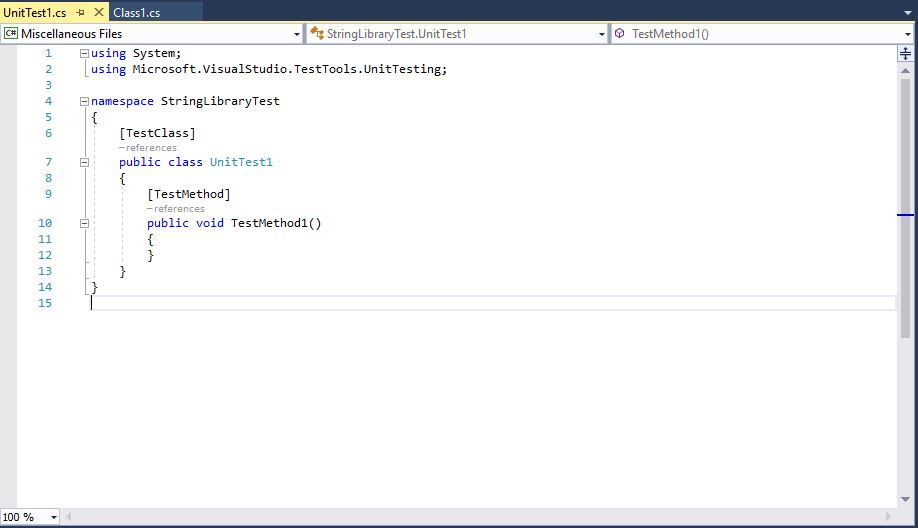 UnitTest1.cs Class1.cs
C# Miscellaneous Files StringLibraryTest.UnitTest1 TestMethod1()
1 using System;
2 using Microsoft.VisualStudio.TestTools.UnitTesting;
3
4 namespace StringLibraryTest
5 {
6 [TestClass]
–references
7 public class UnitTest1
8 {
9 [TestMethod]
–references
10 public void TestMethod1()
11 {
12 }
13 }
14 }
15
100 %